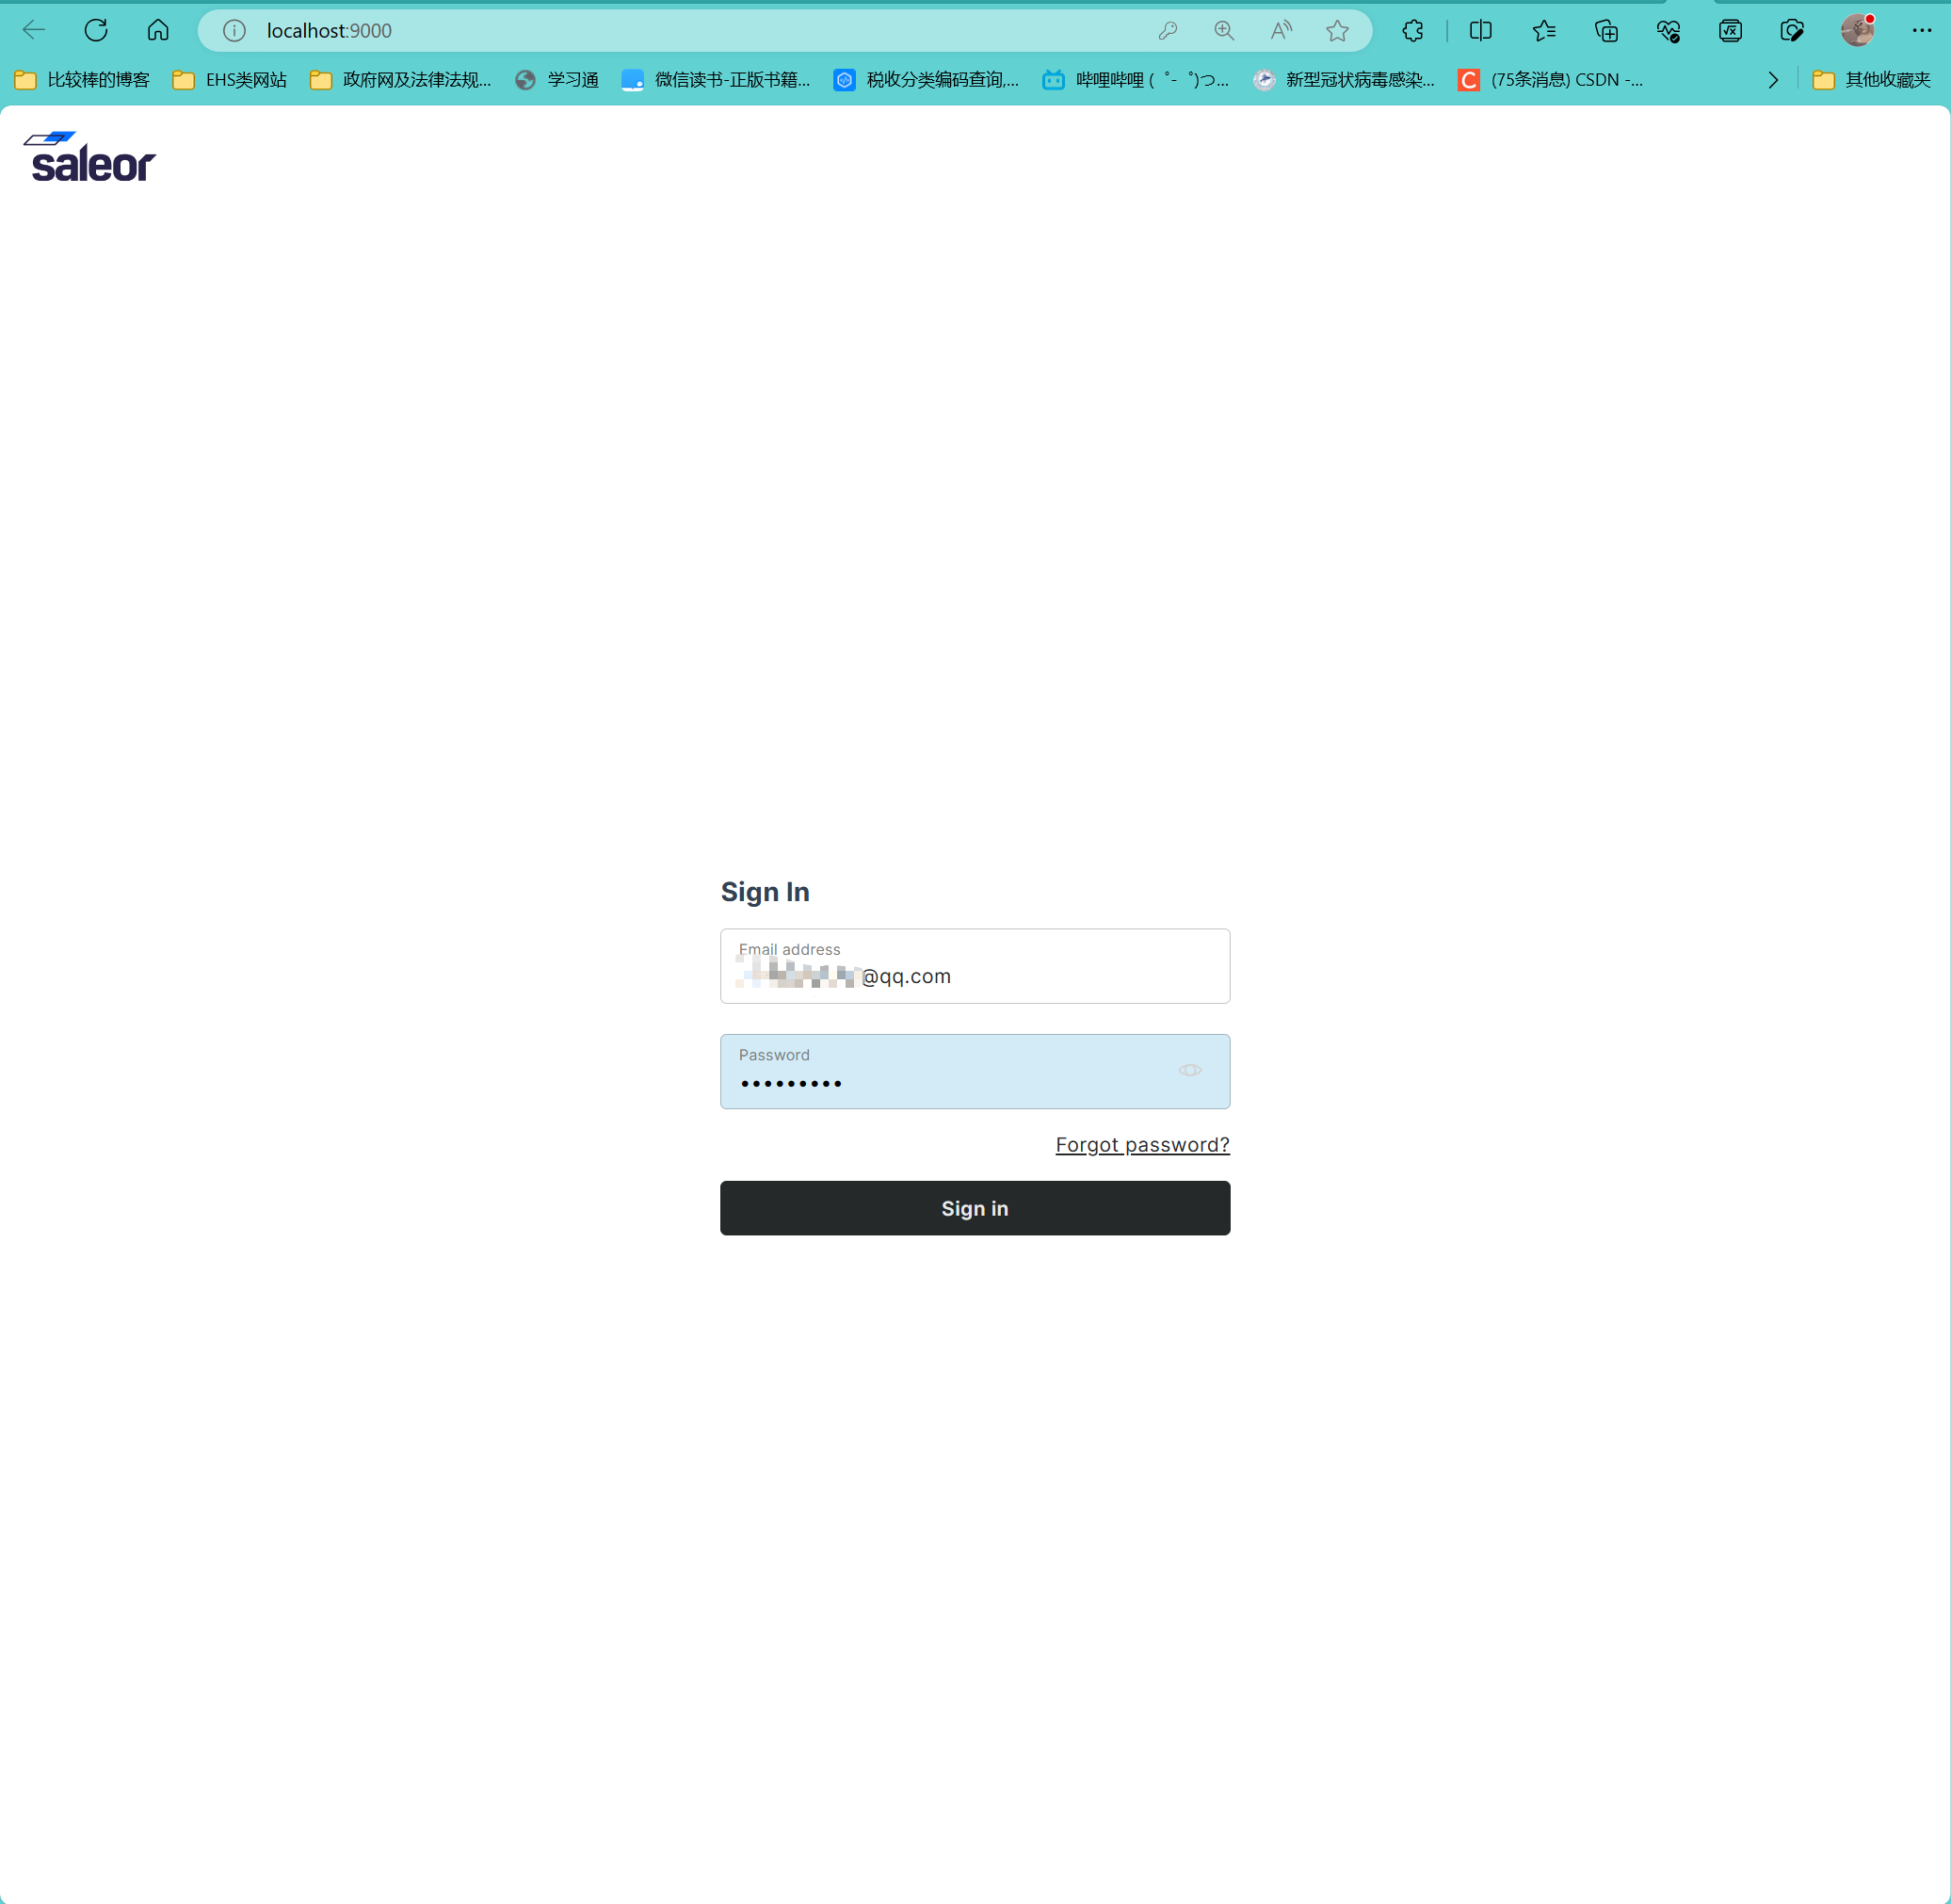 localhost:9000
比较棒的博客 EHS类网站 政府网及法律法规... 学习通 微信读书-正版书籍... 税收分类编码查询,... 哔哩哔哩 (゜-゜)つ... 新型冠状病毒感染... (75条消息) CSDN -... 其他收藏夹
saleor
Sign In
Email address
@qq.com
Password
Forgot password?
Sign in